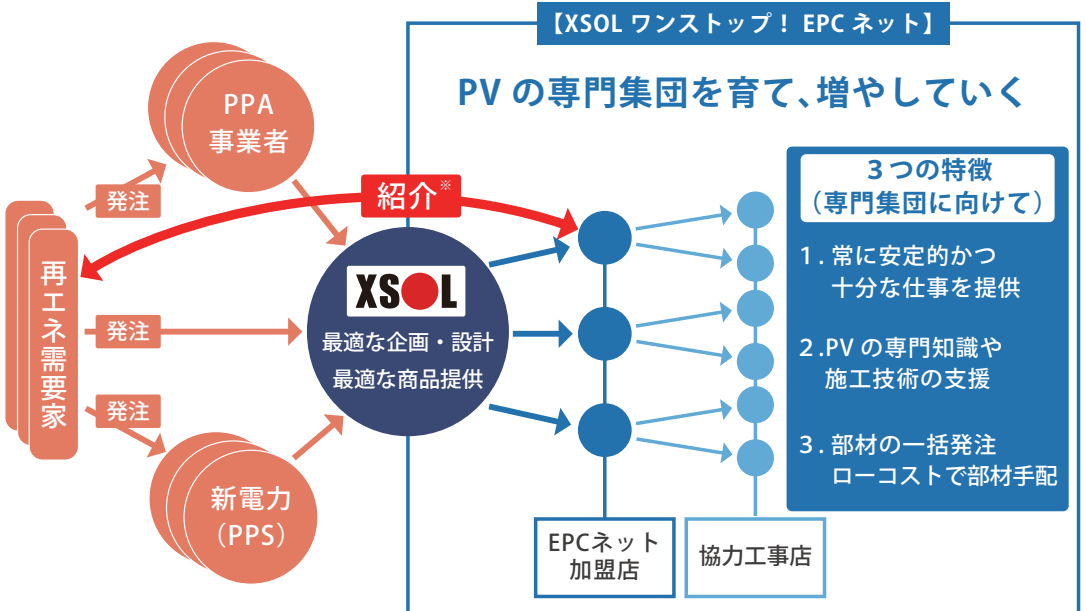 【XSOL ワンストップ! EPC ネット】
PV の専門集団を育て、増やしていく
PPA
事業者
発注
紹介※
再エネ需要家
発注
発注
新電力
(PPS)
XSOL
最適な企画・設計
最適な商品提供
EPCネット
加盟店
協力工事店
3つの特徴
(専門集団に向けて)
1. 常に安定的かつ
十分な仕事を提供
2.PV の専門知識や
施工技術の支援
3. 部材の一括発注
ローコストで部材手配